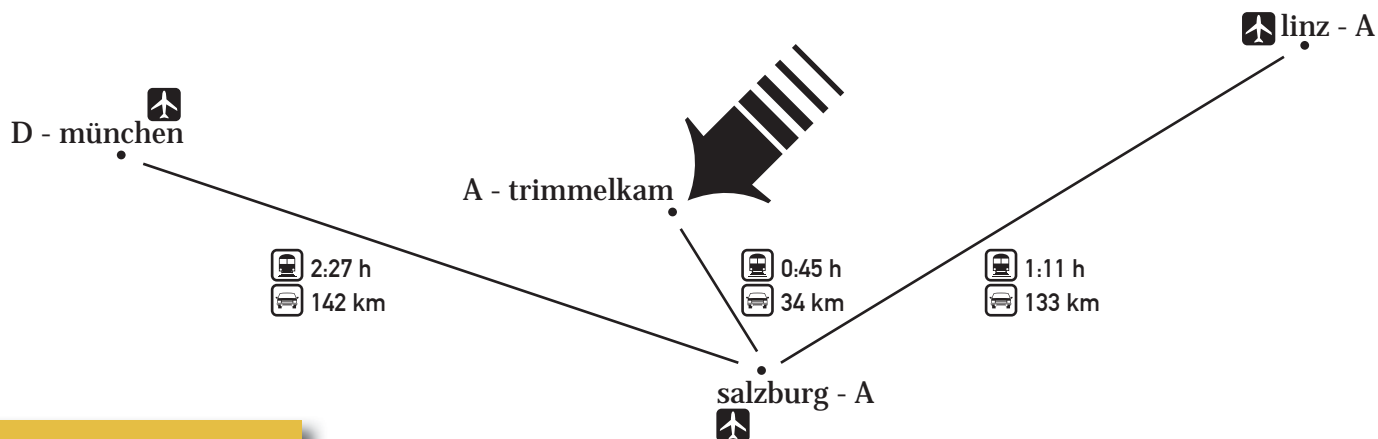 linz - A
D - münchen
A - trimmelkam
2:27 h
142 km
0:45 h
34 km
1:11 h
133 km
salzburg - A